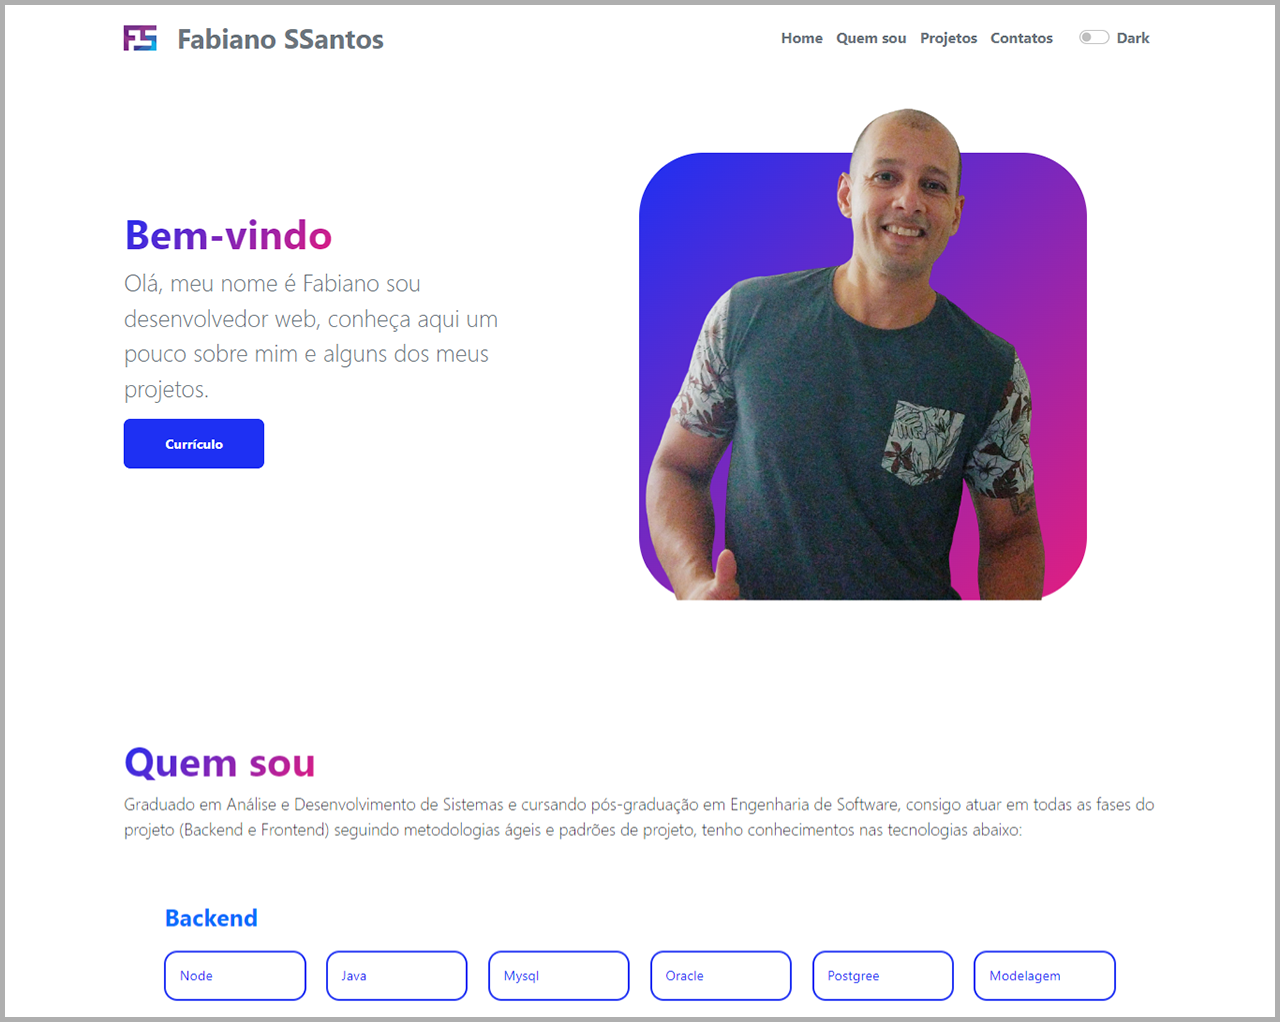 FS Fabiano SSantos
Home Quem sou Projetos Contatos Dark
Bem-vindo
Olá, meu nome é Fabiano sou
desenvolvedor web, conheça aqui um
pouco sobre mim e alguns dos meus
projetos.
Currículo
Quem sou
Graduado em Análise e Desenvolvimento de Sistemas e cursando pós-graduação em Engenharia de Software, consigo atuar em todas as fases do
projeto (Backend e Frontend) seguindo metodologias ágeis e padrões de projeto, tenho conhecimentos nas tecnologias abaixo:
Backend
Node Java Mysql Oracle Postgree Modelagem